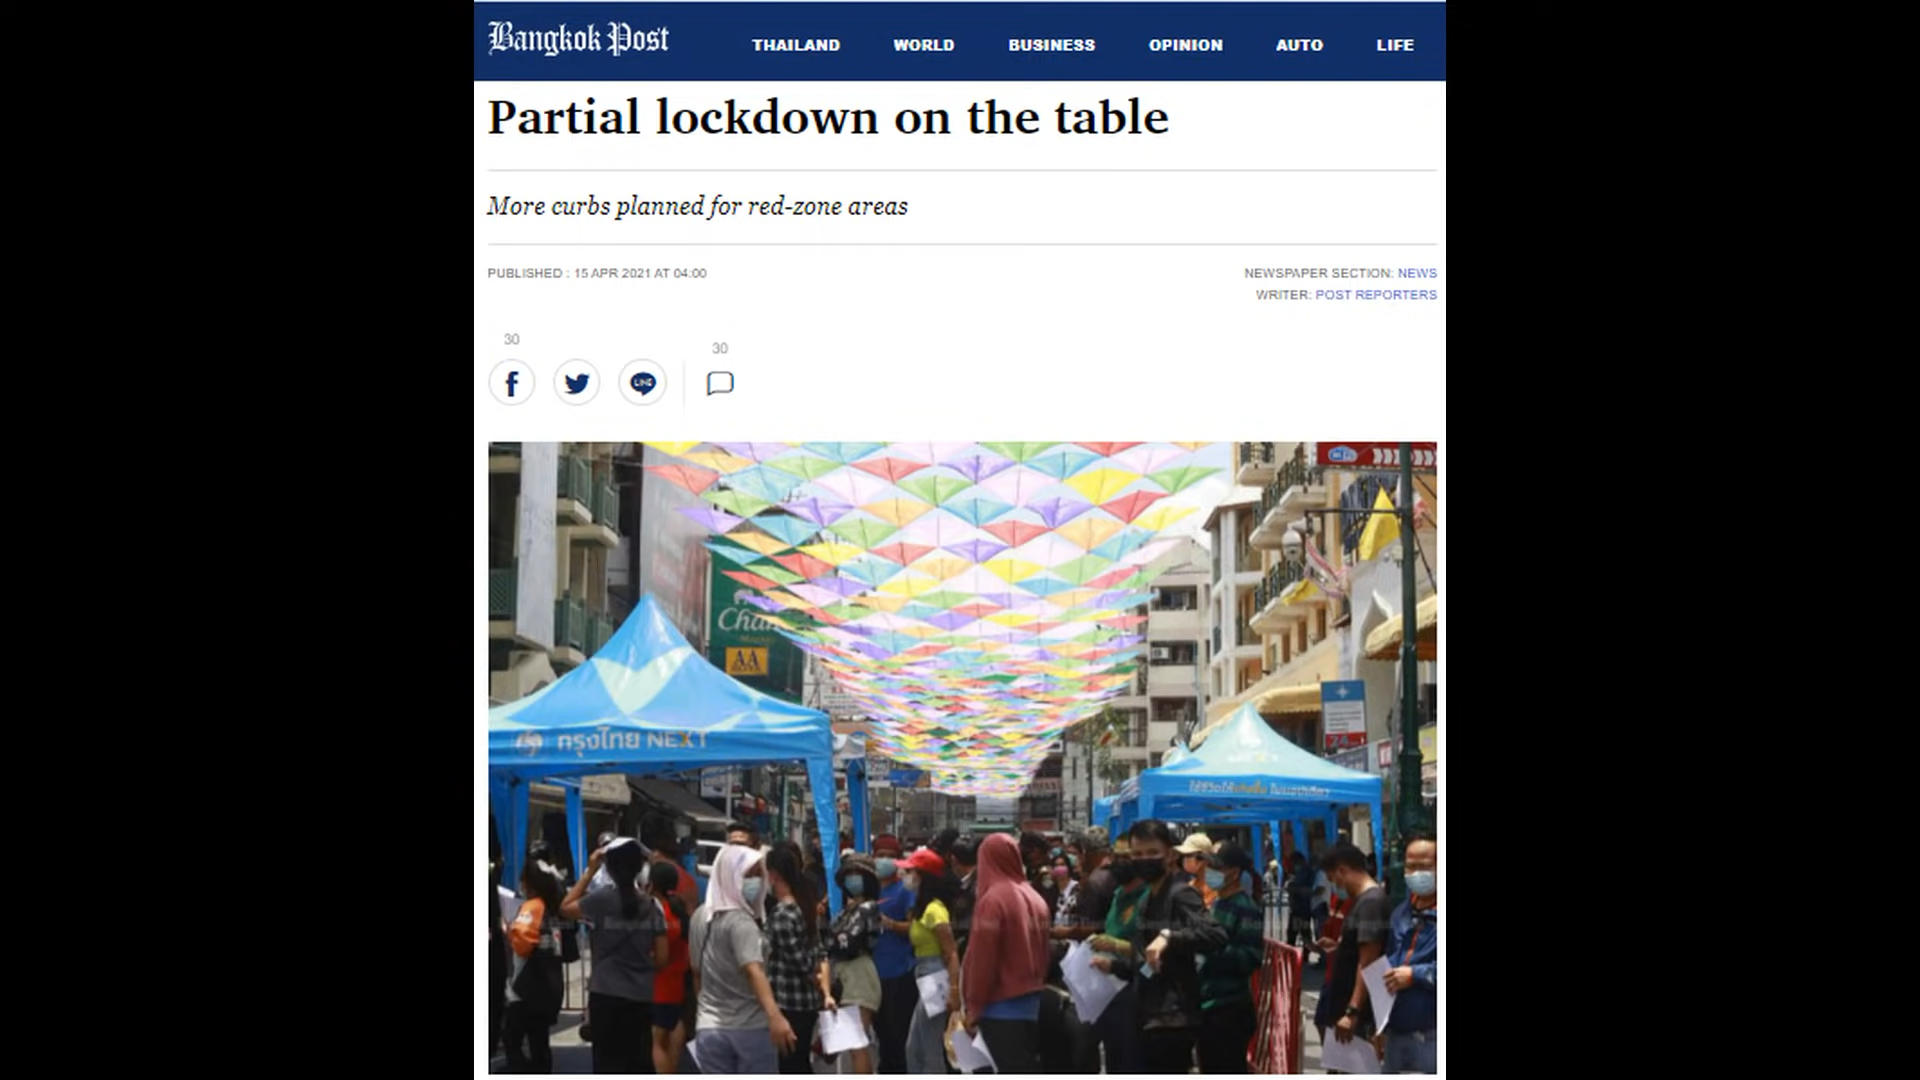 Bangkok Post
THAILAND WORLD BUSINESS OPINION AUTO LIFE
Partial lockdown on the table
More curbs planned for red-zone areas
PUBLISHED : 15 APR 2021 AT 04:00
NEWSPAPER SECTION: NEWS
WRITER: POST REPORTERS
30
30
LINE
Chang
AA
กรุงไทย NEXT